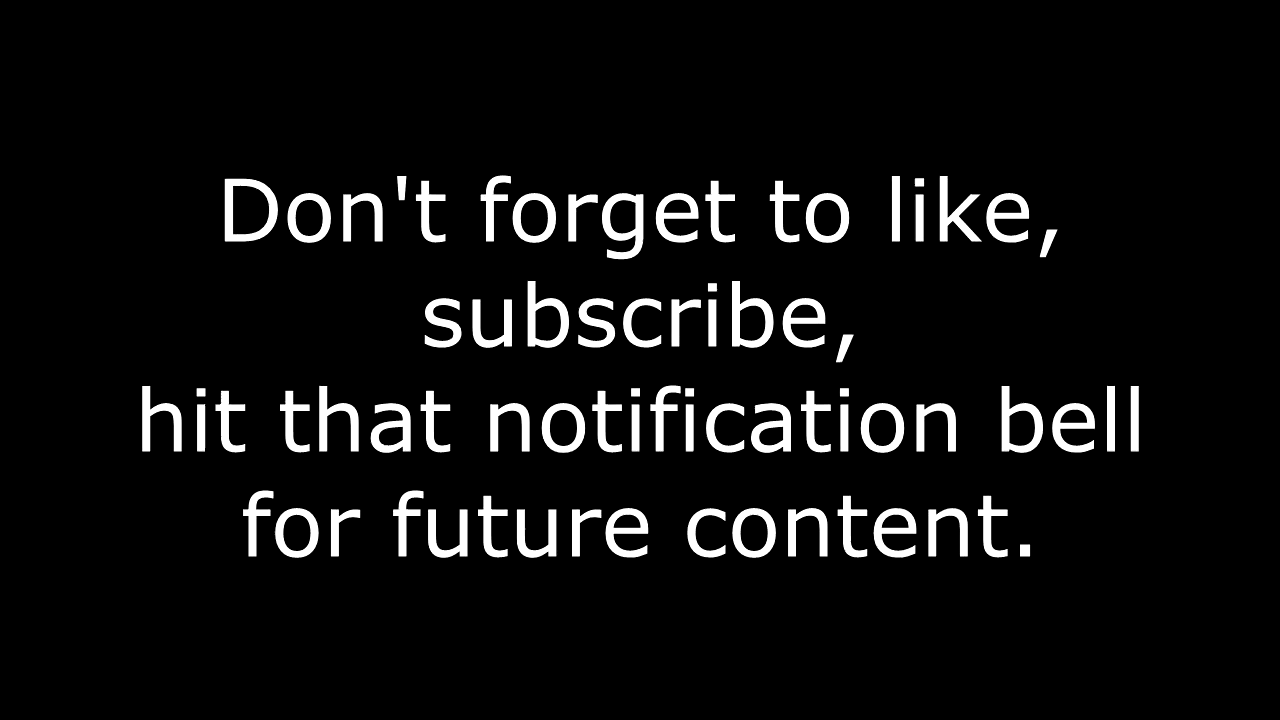 Don't forget to like,
subscribe,
hit that notification bell
for future content.